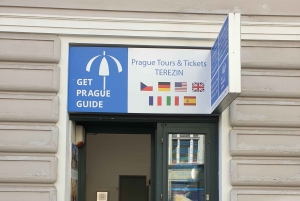 GET
PRAGUE
GUIDE
Prague Tours & Tickets
TEREZIN